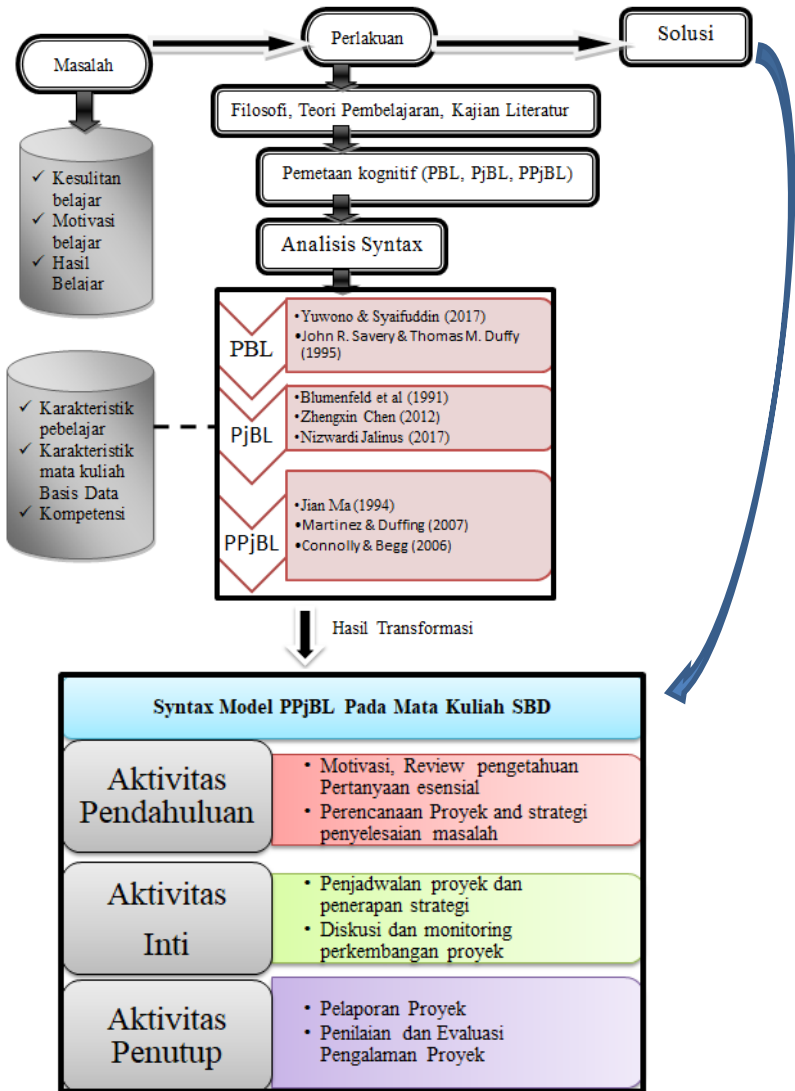 Masalah
Perlakuan
Solusi
Filosofi, Teori Pembelajaran, Kajian Literatur
Pemetaan kognitif (PBL, PjBL, PPjBL)
Analisis Syntax
✓ Kesulitan
belajar
✓ Motivasi
belajar
✓ Hasil
Belajar
PBL
•Yuwono & Syaifuddin (2017)
•John R. Savery & Thomas M. Duffy
(1995)
✓ Karakteristik
pebelajar
✓ Karakteristik
mata kuliah
Basis Data
✓ Kompetensi
PjBL
•Blumenfeld et al (1991)
•Zhengxin Chen (2012)
•Nizwardi Jalinus (2017)
PPjBL
•Jian Ma (1994)
•Martinez & Duffing (2007)
•Connolly & Begg (2006)
Hasil Transformasi
Syntax Model PPjBL Pada Mata Kuliah SBD
Aktivitas
Pendahuluan
• Motivasi, Review pengetahuan
Pertanyaan esensial
• Perencanaan Proyek and strategi
penyelesaian masalah
Aktivitas
Inti
• Penjadwalan proyek dan
penerapan strategi
• Diskusi dan monitoring
perkembangan proyek
Aktivitas
Penutup
• Pelaporan Proyek
• Penilaian dan Evaluasi
Pengalaman Proyek